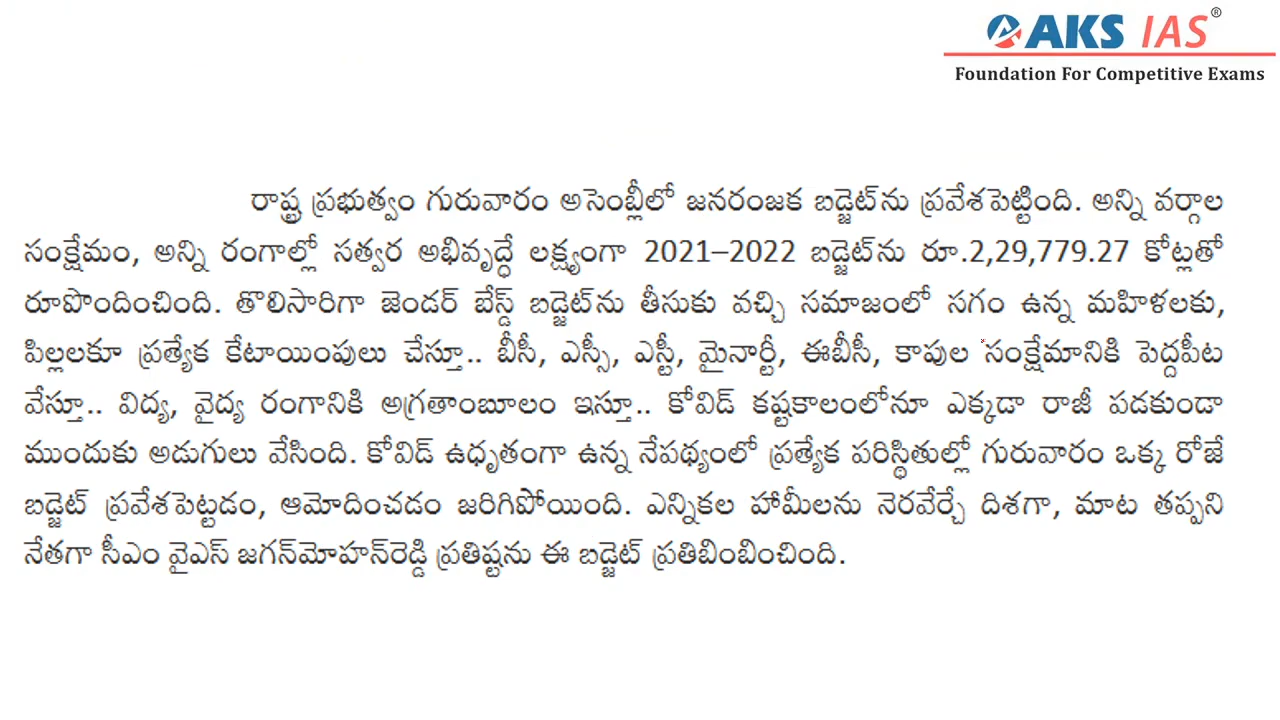 AKS IAS®
Foundation For Competitive Exams
రాష్ట్ర ప్రభుత్వం గురువారం అసెంబ్లీలో జనరంజక బడ్జెట్‌ను ప్రవేశపెట్టింది. అన్ని వర్గాల
సంక్షేమం, అన్ని రంగాల్లో సత్వర అభివృద్ధే లక్ష్యంగా 2021–2022 బడ్జెట్‌ను రూ.2,29,779.27 కోట్లతో
రూపొందించింది. తొలిసారిగా జెండర్ బేస్డ్ బడ్జెట్‌ను తీసుకు వచ్చి సమాజంలో సగం ఉన్న మహిళలకు,
పిల్లలకూ ప్రత్యేక కేటాయింపులు చేస్తూ.. బీసీ, ఎస్సీ, ఎస్టీ, మైనార్టీ, ఈబీసీ, కాపుల సంక్షేమానికి పెద్దపీట
వేస్తూ.. విద్య, వైద్య రంగానికి అగ్రతాంబూలం ఇస్తూ.. కోవిడ్ కష్టకాలంలోనూ ఎక్కడా రాజీ పడకుండా
ముందుకు అడుగులు వేసింది. కోవిడ్ ఉధృతంగా ఉన్న నేపథ్యంలో ప్రత్యేక పరిస్థితుల్లో గురువారం ఒక్క రోజే
బడ్జెట్ ప్రవేశపెట్టడం, ఆమోదించడం జరిగిపోయింది. ఎన్నికల హామీలను నెరవేర్చే దిశగా, మాట తప్పని
నేతగా సీఎం వైఎస్ జగన్‌మోహన్‌రెడ్డి ప్రతిష్టను ఈ బడ్జెట్ ప్రతిబింబించింది.